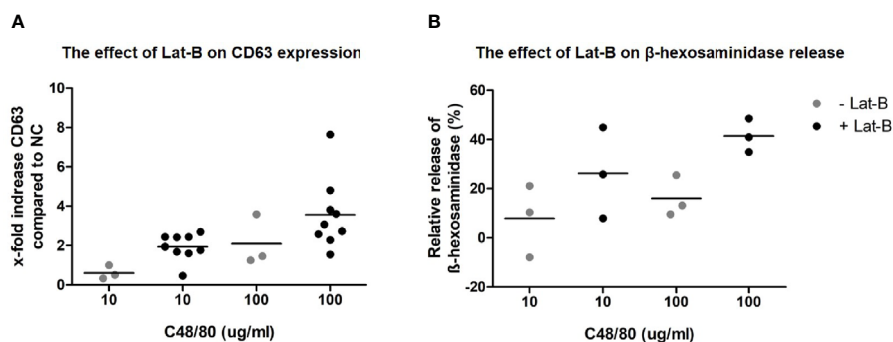 A
The effect of Lat-B on CD63 expression
x-fold indrease CD63
compared to NC
10
8
6
4
2
0
10
10
100
100
C48/80 (ug/ml)
B
The effect of Lat-B on β-hexosaminidase release
Relative release of
ß-hexosaminidase (%)
60
40
20
0
-20
10
10
100
100
C48/80 (ug/ml)
- Lat-B
+ Lat-B